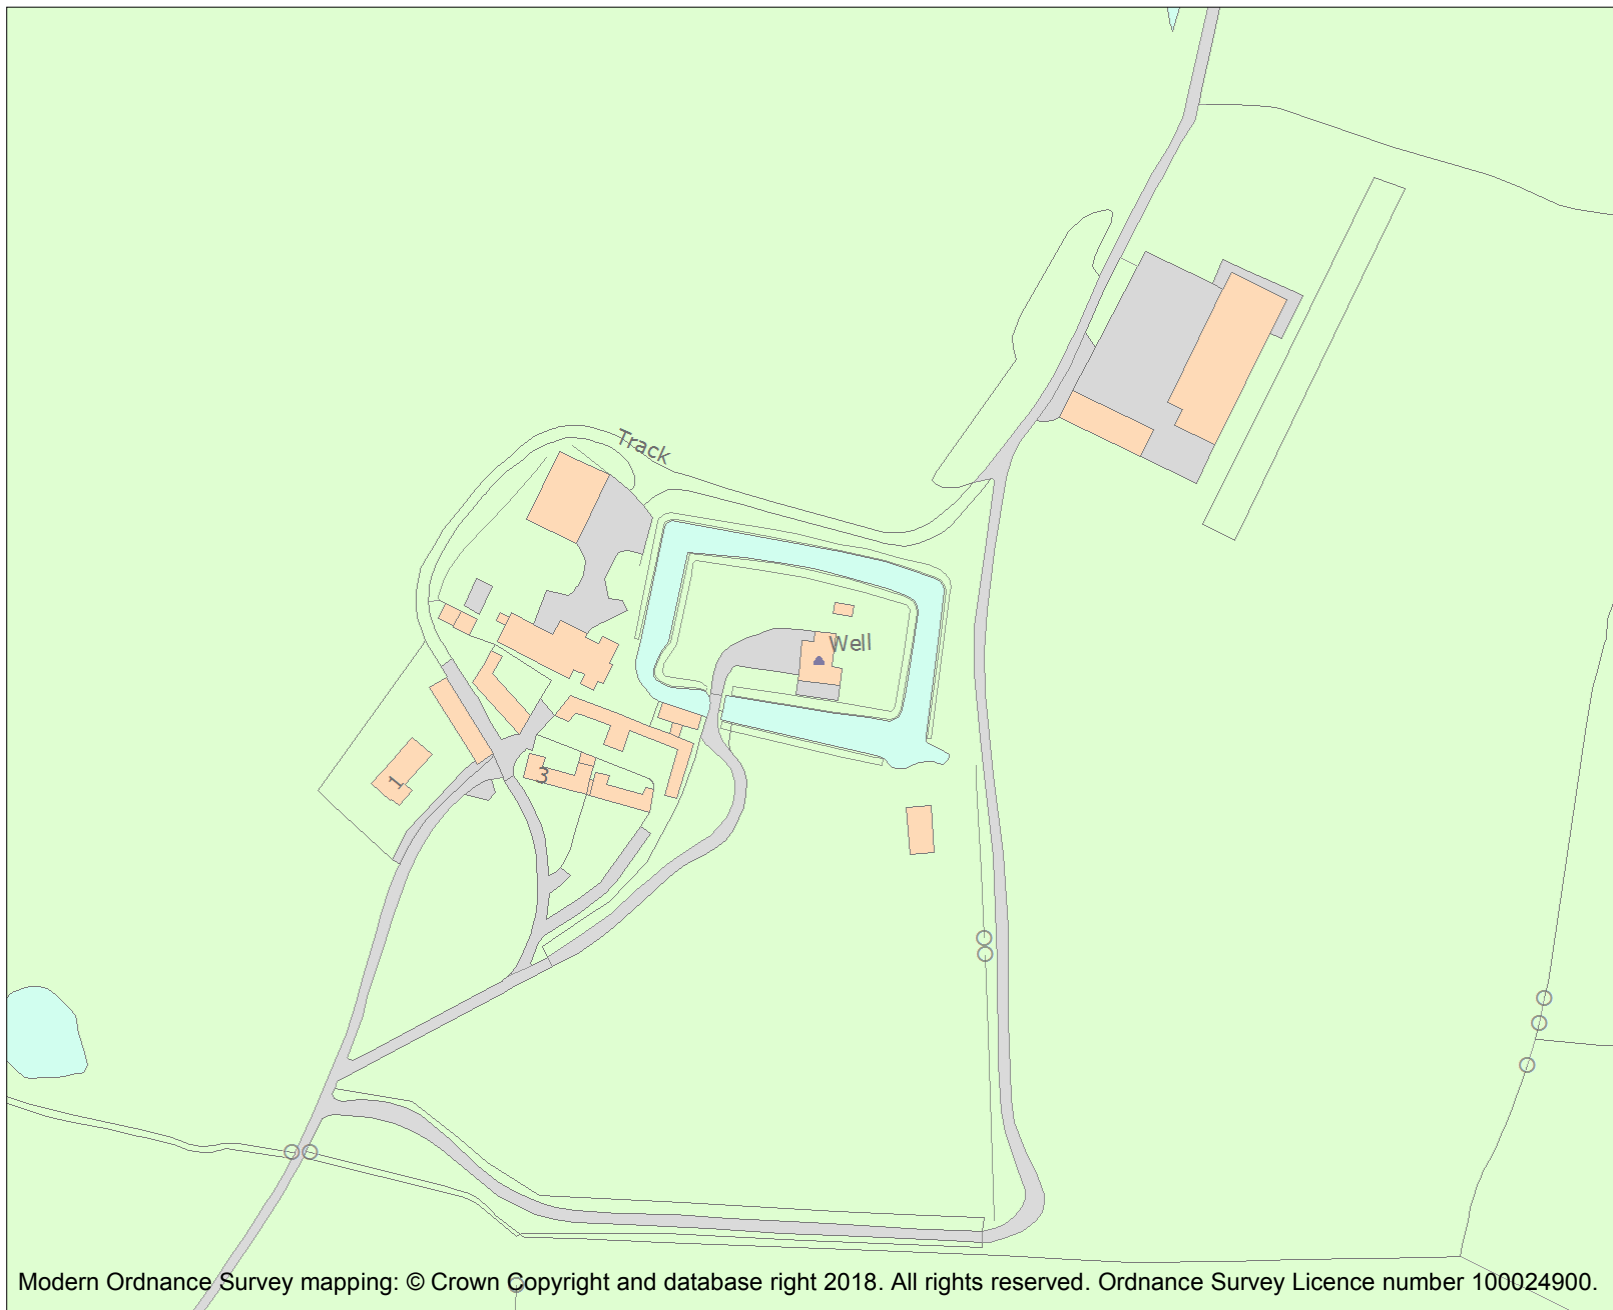 Track
Well
1
3
Modern Ordnance Survey mapping: © Crown Copyright and database right 2018. All rights reserved. Ordnance Survey Licence number 100024900.